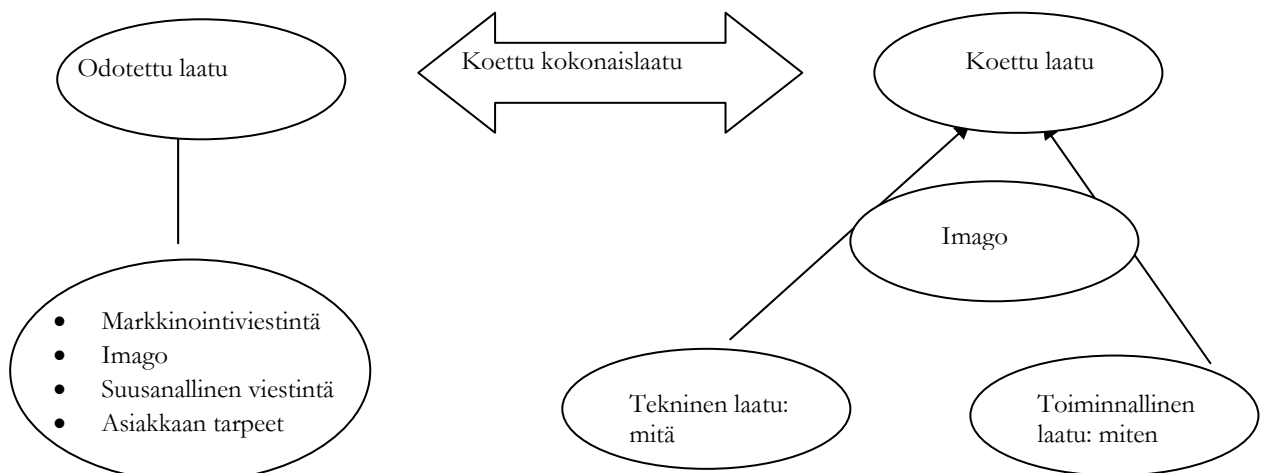 Odotettu laatu
Koettu kokonaislaatu
Koettu laatu
Imago
• Markkinointiviestintä
• Imago
• Suusanallinen viestintä
• Asiakkaan tarpeet
Tekninen laatu:
mitä
Toiminnallinen
laatu: miten